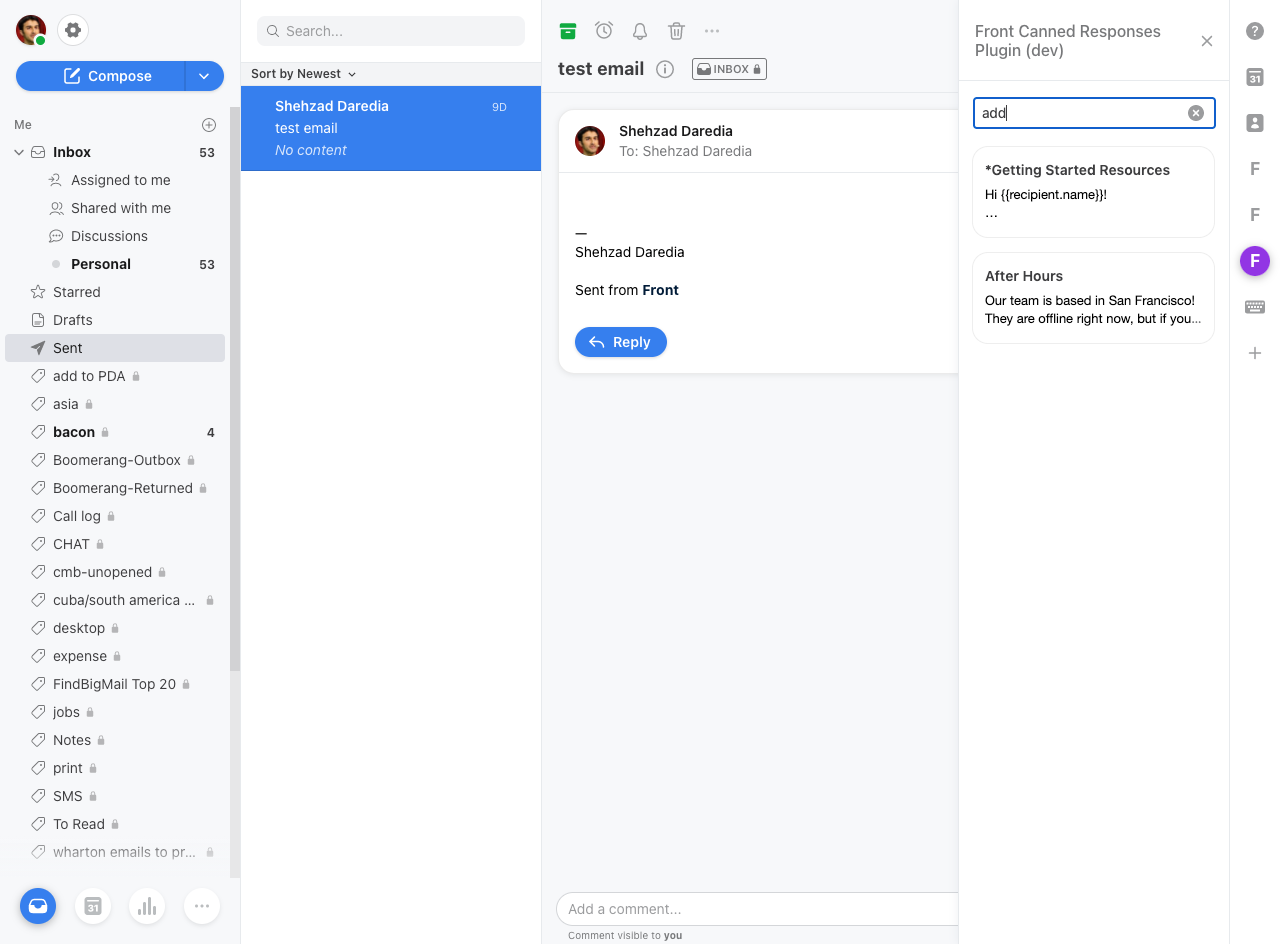 Compose
Me
Inbox 53
Assigned to me
Shared with me
Discussions
Personal 53
Starred
Drafts
Sent
add to PDA
asia
bacon 4
Boomerang-Outbox
Boomerang-Returned
Call log
CHAT
cmb-unopened
cuba/south america ...
desktop
expense
FindBigMail Top 20
jobs
Notes
print
SMS
To Read
wharton emails to pr...
31
Search...
Sort by Newest
Shehzad Daredia 9D
test email
No content
test email INBOX
Shehzad Daredia
To: Shehzad Daredia
—
Shehzad Daredia
Sent from Front
Reply
Add a comment...
Comment visible to you
Front Canned Responses
Plugin (dev)
add
*Getting Started Resources
Hi {{recipient.name}}!
...
After Hours
Our team is based in San Francisco!
They are offline right now, but if you...
?
31
F
F
F